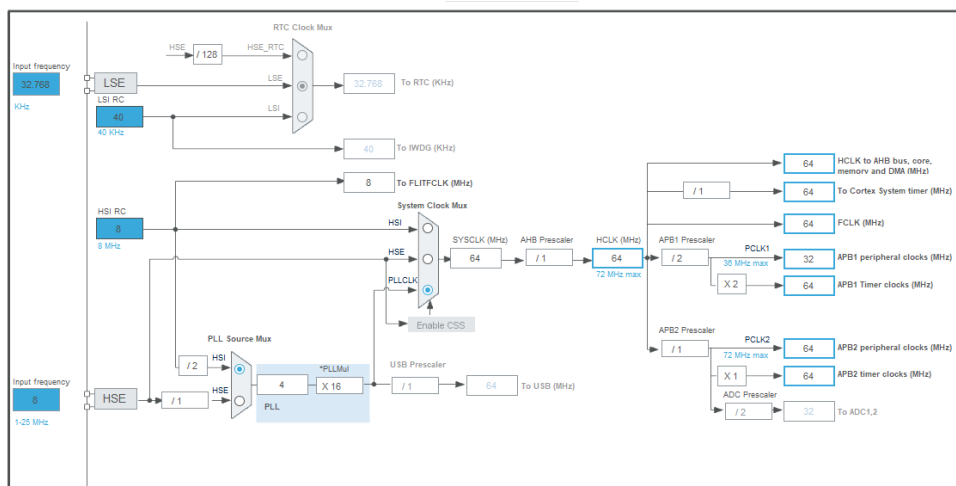 RTC Clock Mux
HSE
/ 128
HSE_RTC
Input frequency
32.768
KHz
LSE
LSE
32.768
To RTC (KHz)
LSI RC
40
40 KHz
LSI
40
To IWDG (KHz)
8
To FLITFCLK (MHz)
HSI RC
8
8 MHz
System Clock Mux
HSI
HSE
PLLCLK
SYSCLK (MHz)
64
AHB Prescaler
/ 1
HCLK (MHz)
64
72 MHz max
Enable CSS
64
HCLK to AHB bus, core,
memory and DMA (MHz)
/ 1
64
To Cortex System timer (MHz)
64
FCLK (MHz)
APB1 Prescaler
/ 2
PCLK1
36 MHz max
32
APB1 peripheral clocks (MHz)
X 2
64
APB1 Timer clocks (MHz)
APB2 Prescaler
/ 1
PCLK2
72 MHz max
64
APB2 peripheral clocks (MHz)
X 1
64
APB2 timer clocks (MHz)
ADC Prescaler
/ 2
32
To ADC1,2
PLL Source Mux
HSI
/ 2
Input frequency
8
1-25 MHz
HSE
/ 1
HSE
4
*PLLMul
X 16
PLL
USB Prescaler
/ 1
64
To USB (MHz)